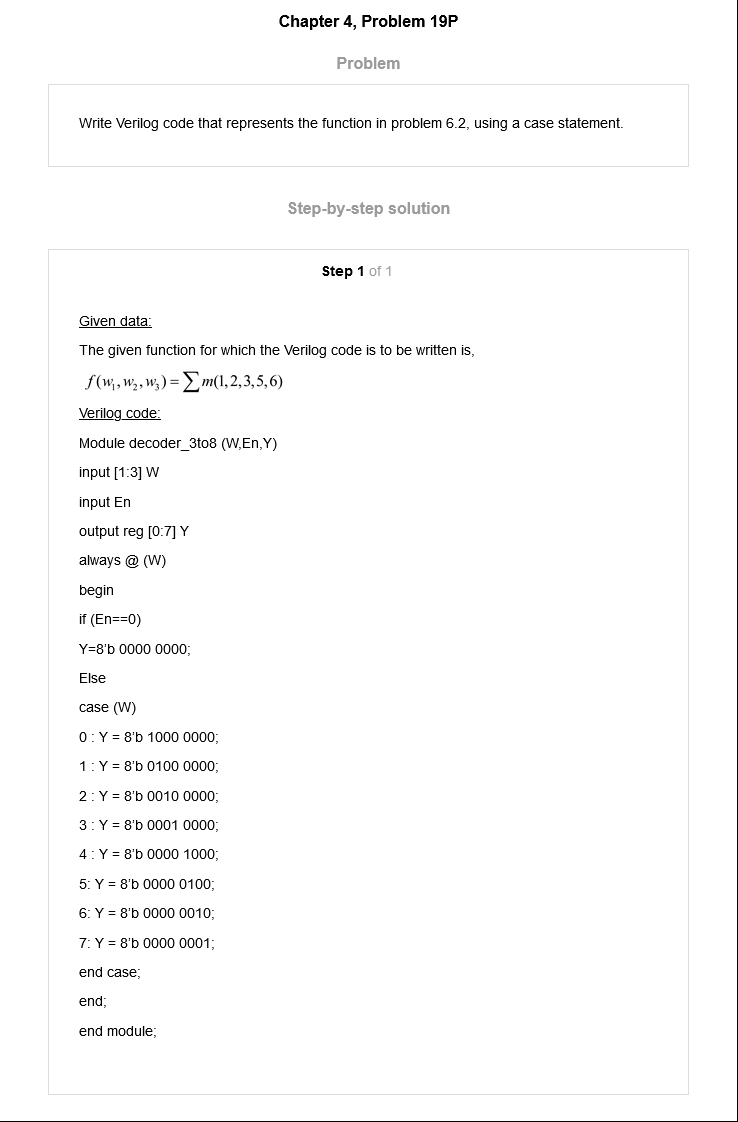 Chapter 4, Problem 19P
Problem
Write Verilog code that represents the function in problem 6.2, using a case statement.
Step-by-step solution
Step 1 of 1
Given data:
The given function for which the Verilog code is to be written is,
f(w₁, w₂, w₃) = ∑m(1,2,3,5,6)
Verilog code:
Module decoder_3to8 (W,En,Y)
input [1:3] W
input En
output reg [0:7] Y
always @ (W)
begin
if (En==0)
Y=8'b 0000 0000;
Else
case (W)
0 : Y = 8'b 1000 0000;
1 : Y = 8'b 0100 0000;
2 : Y = 8'b 0010 0000;
3 : Y = 8'b 0001 0000;
4 : Y = 8'b 0000 1000;
5: Y = 8'b 0000 0100;
6: Y = 8'b 0000 0010;
7: Y = 8'b 0000 0001;
end case;
end;
end module;